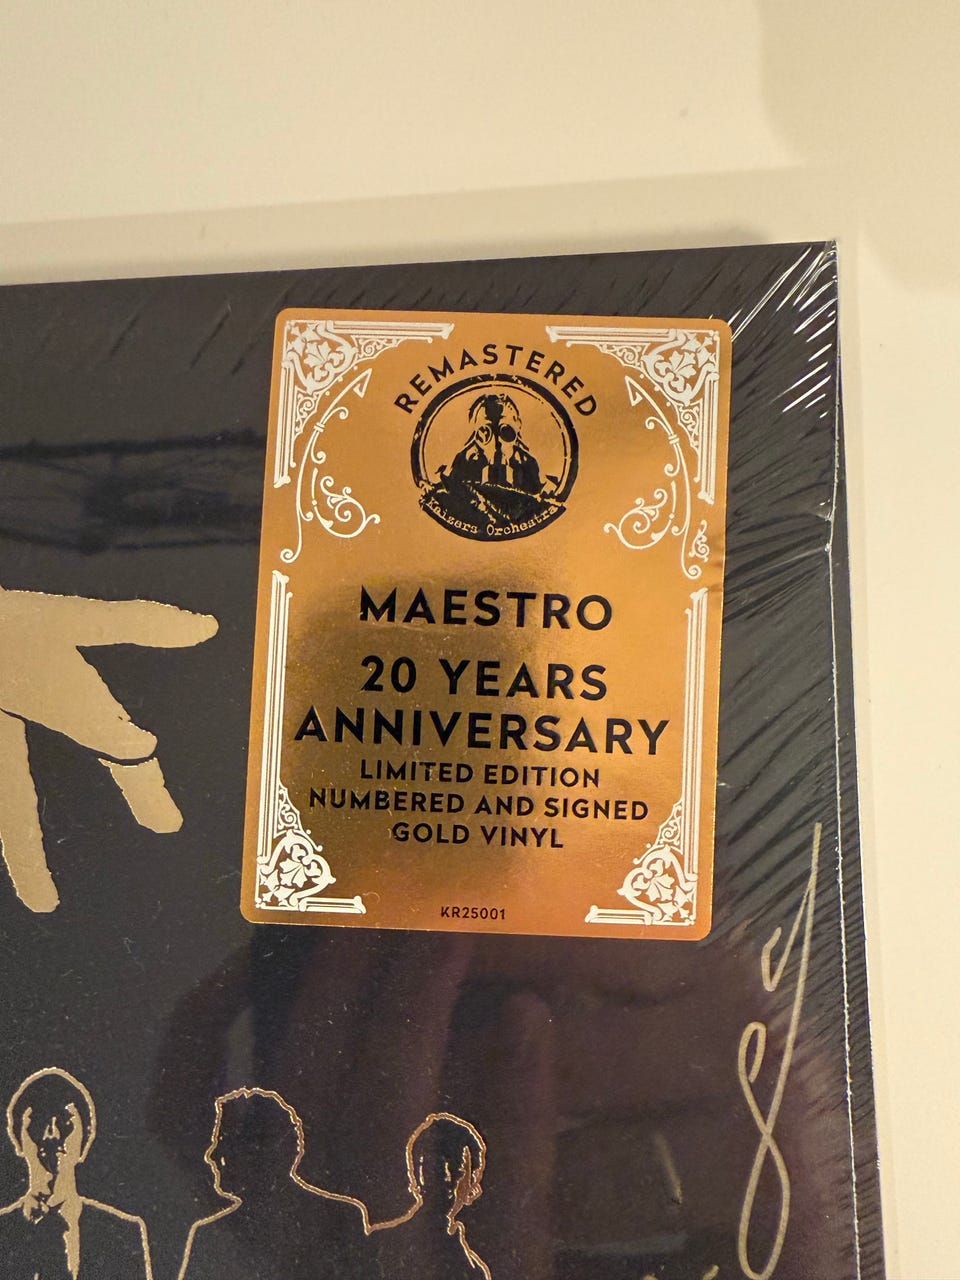 REMASTERED
Kaizers Orchestra
MAESTRO
20 YEARS
ANNIVERSARY
LIMITED EDITION
NUMBERED AND SIGNED
GOLD VINYL
KR25001